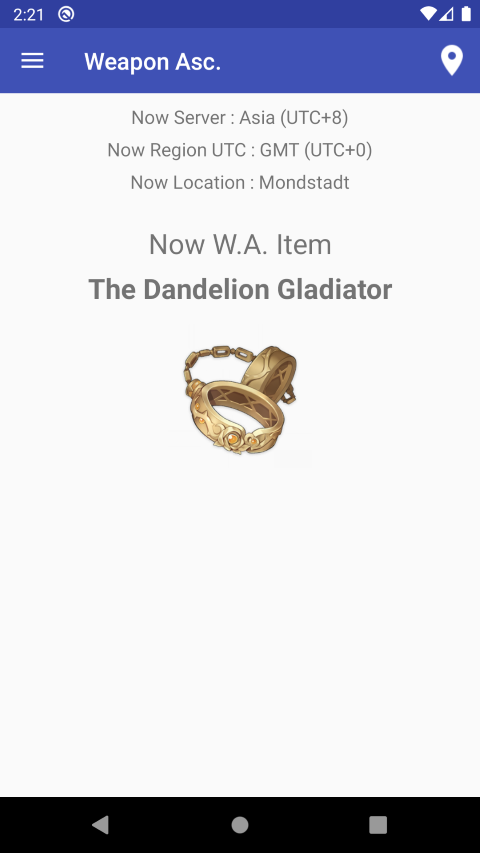 2:21
Weapon Asc.
Now Server : Asia (UTC+8)
Now Region UTC : GMT (UTC+0)
Now Location : Mondstadt
Now W.A. Item
The Dandelion Gladiator